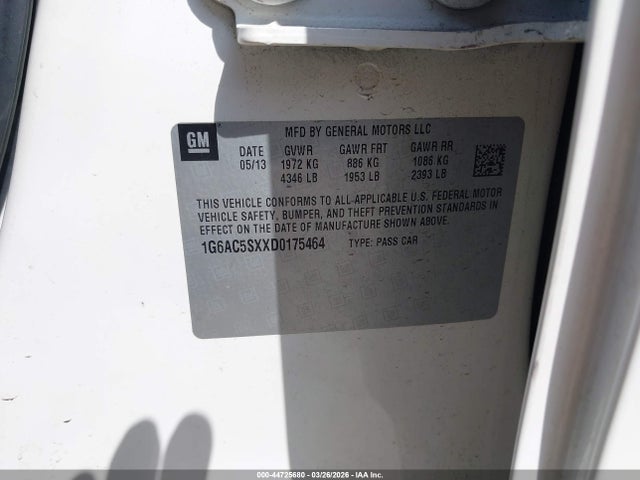 GM
MFD BY GENERAL MOTORS LLC
DATE GVWR GAWR FRT GAWR RR
05/13 1972 KG 886 KG 1086 KG
4346 LB 1953 LB 2393 LB
THIS VEHICLE CONFORMS TO ALL-APPLICABLE U.S. FEDERAL MOTOR
VEHICLE SAFETY, BUMPER, AND THEFT PREVENTION STANDARDS IN
EFFECT ON THE DATE OF MANUFACTURE SHOWN ABOVE.
1G6AC5SXXD0175464 TYPE: PASS CAR
000-44725680 - 03/26/2026 - IAA Inc.